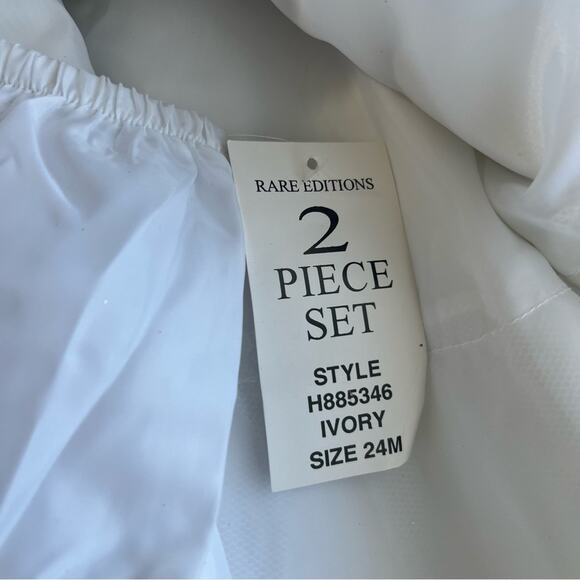 RARE EDITIONS
2
PIECE
SET
STYLE
H885346
IVORY
SIZE 24M